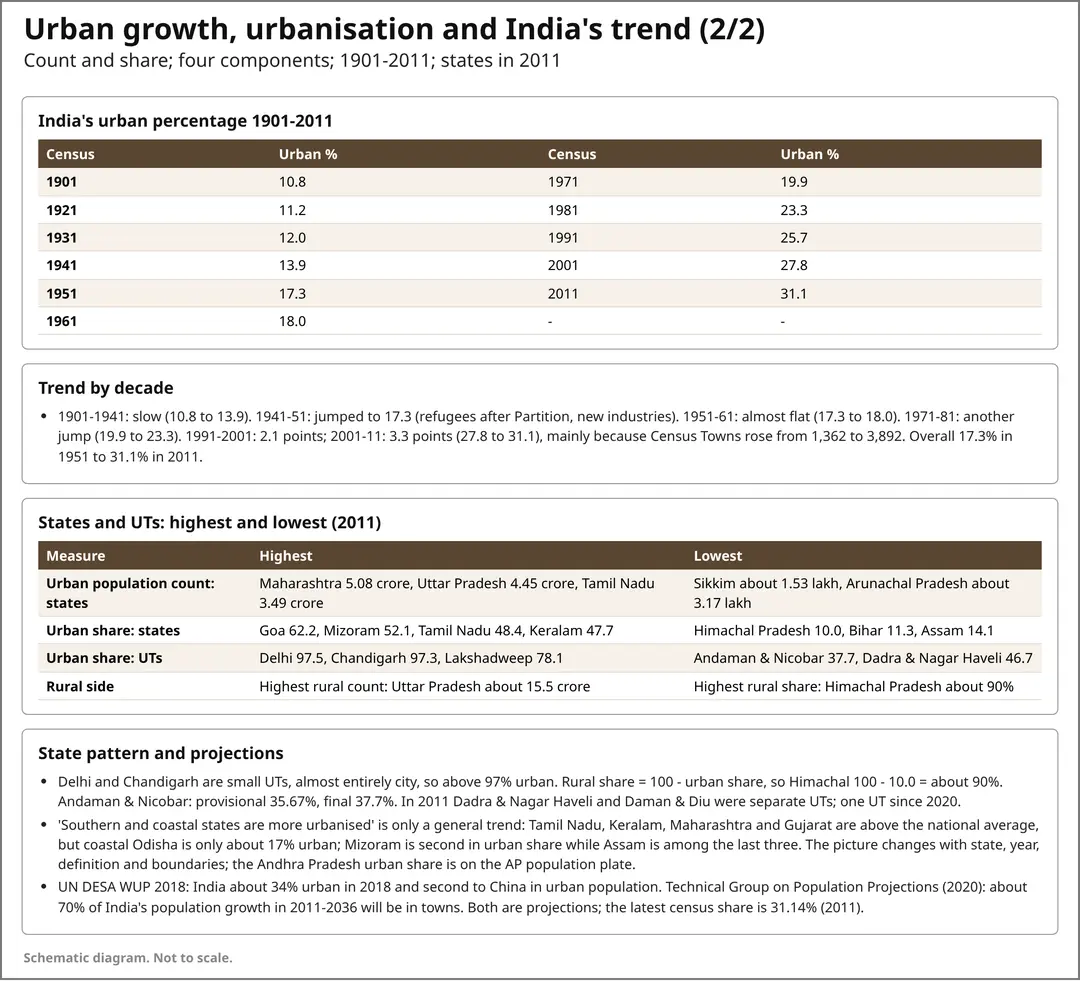 Urban growth, urbanisation and India's trend (2/2)
Count and share; four components; 1901-2011; states in 2011
India's urban percentage 1901-2011
Census Urban % Census Urban %
1901 10.8 1971 19.9
1921 11.2 1981 23.3
1931 12.0 1991 25.7
1941 13.9 2001 27.8
1951 17.3 2011 31.1
1961 18.0 - -
Trend by decade
• 1901-1941: slow (10.8 to 13.9). 1941-51: jumped to 17.3 (refugees after Partition, new industries). 1951-61: almost flat (17.3 to 18.0). 1971-81: another
jump (19.9 to 23.3). 1991-2001: 2.1 points; 2001-11: 3.3 points (27.8 to 31.1), mainly because Census Towns rose from 1,362 to 3,892. Overall 17.3% in
1951 to 31.1% in 2011.
States and UTs: highest and lowest (2011)
Measure Highest Lowest
Urban population count: Maharashtra 5.08 crore, Uttar Pradesh 4.45 crore, Tamil Nadu Sikkim about 1.53 lakh, Arunachal Pradesh about
states 3.49 crore 3.17 lakh
Urban share: states Goa 62.2, Mizoram 52.1, Tamil Nadu 48.4, Keralam 47.7 Himachal Pradesh 10.0, Bihar 11.3, Assam 14.1
Urban share: UTs Delhi 97.5, Chandigarh 97.3, Lakshadweep 78.1 Andaman & Nicobar 37.7, Dadra & Nagar Haveli 46.7
Rural side Highest rural count: Uttar Pradesh about 15.5 crore Highest rural share: Himachal Pradesh about 90%
State pattern and projections
• Delhi and Chandigarh are small UTs, almost entirely city, so above 97% urban. Rural share = 100 - urban share, so Himachal 100 - 10.0 = about 90%.
Andaman & Nicobar: provisional 35.67%, final 37.7%. In 2011 Dadra & Nagar Haveli and Daman & Diu were separate UTs; one UT since 2020.
• 'Southern and coastal states are more urbanised' is only a general trend: Tamil Nadu, Keralam, Maharashtra and Gujarat are above the national average,
but coastal Odisha is only about 17% urban; Mizoram is second in urban share while Assam is among the last three. The picture changes with state, year,
definition and boundaries; the Andhra Pradesh urban share is on the AP population plate.
• UN DESA WUP 2018: India about 34% urban in 2018 and second to China in urban population. Technical Group on Population Projections (2020): about
70% of India's population growth in 2011-2036 will be in towns. Both are projections; the latest census share is 31.14% (2011).
Schematic diagram. Not to scale.